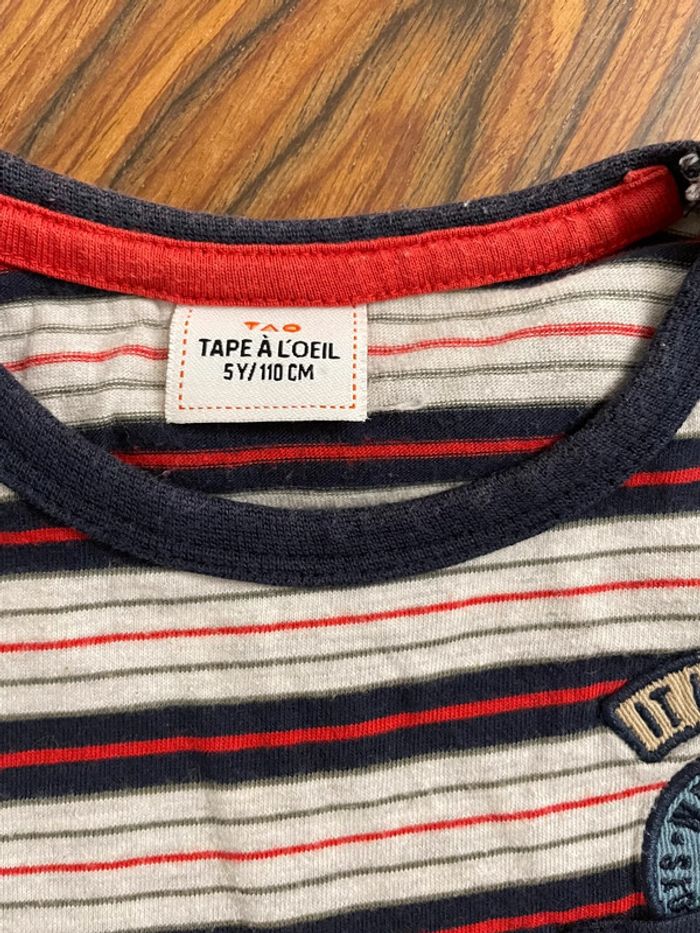 TAO
TAPE À L'OEIL
5Y/110 CM